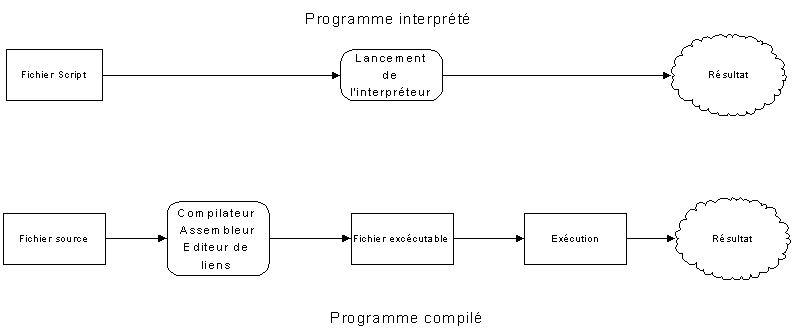 Programme interprété
Fichier Script
Lancement
de
l'interpréteur
Résultat
Fichier source
Compilateur
Assembleur
Editeur de
liens
Fichier excécutable
Exécution
Résultat
Programme compilé